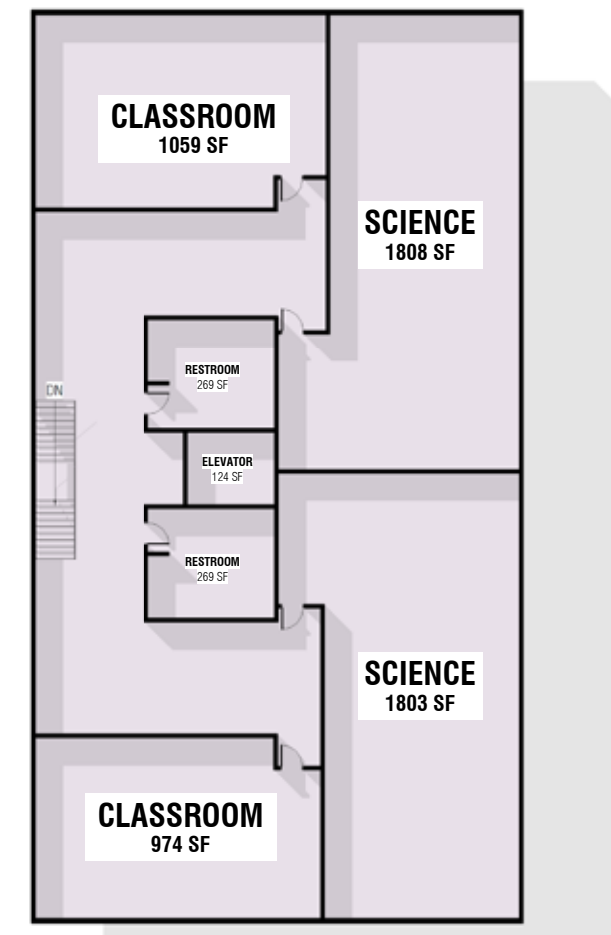 CLASSROOM
1059 SF
SCIENCE
1808 SF
RESTROOM
269 SF
DN
ELEVATOR
124 SF
RESTROOM
269 SF
SCIENCE
1803 SF
CLASSROOM
974 SF